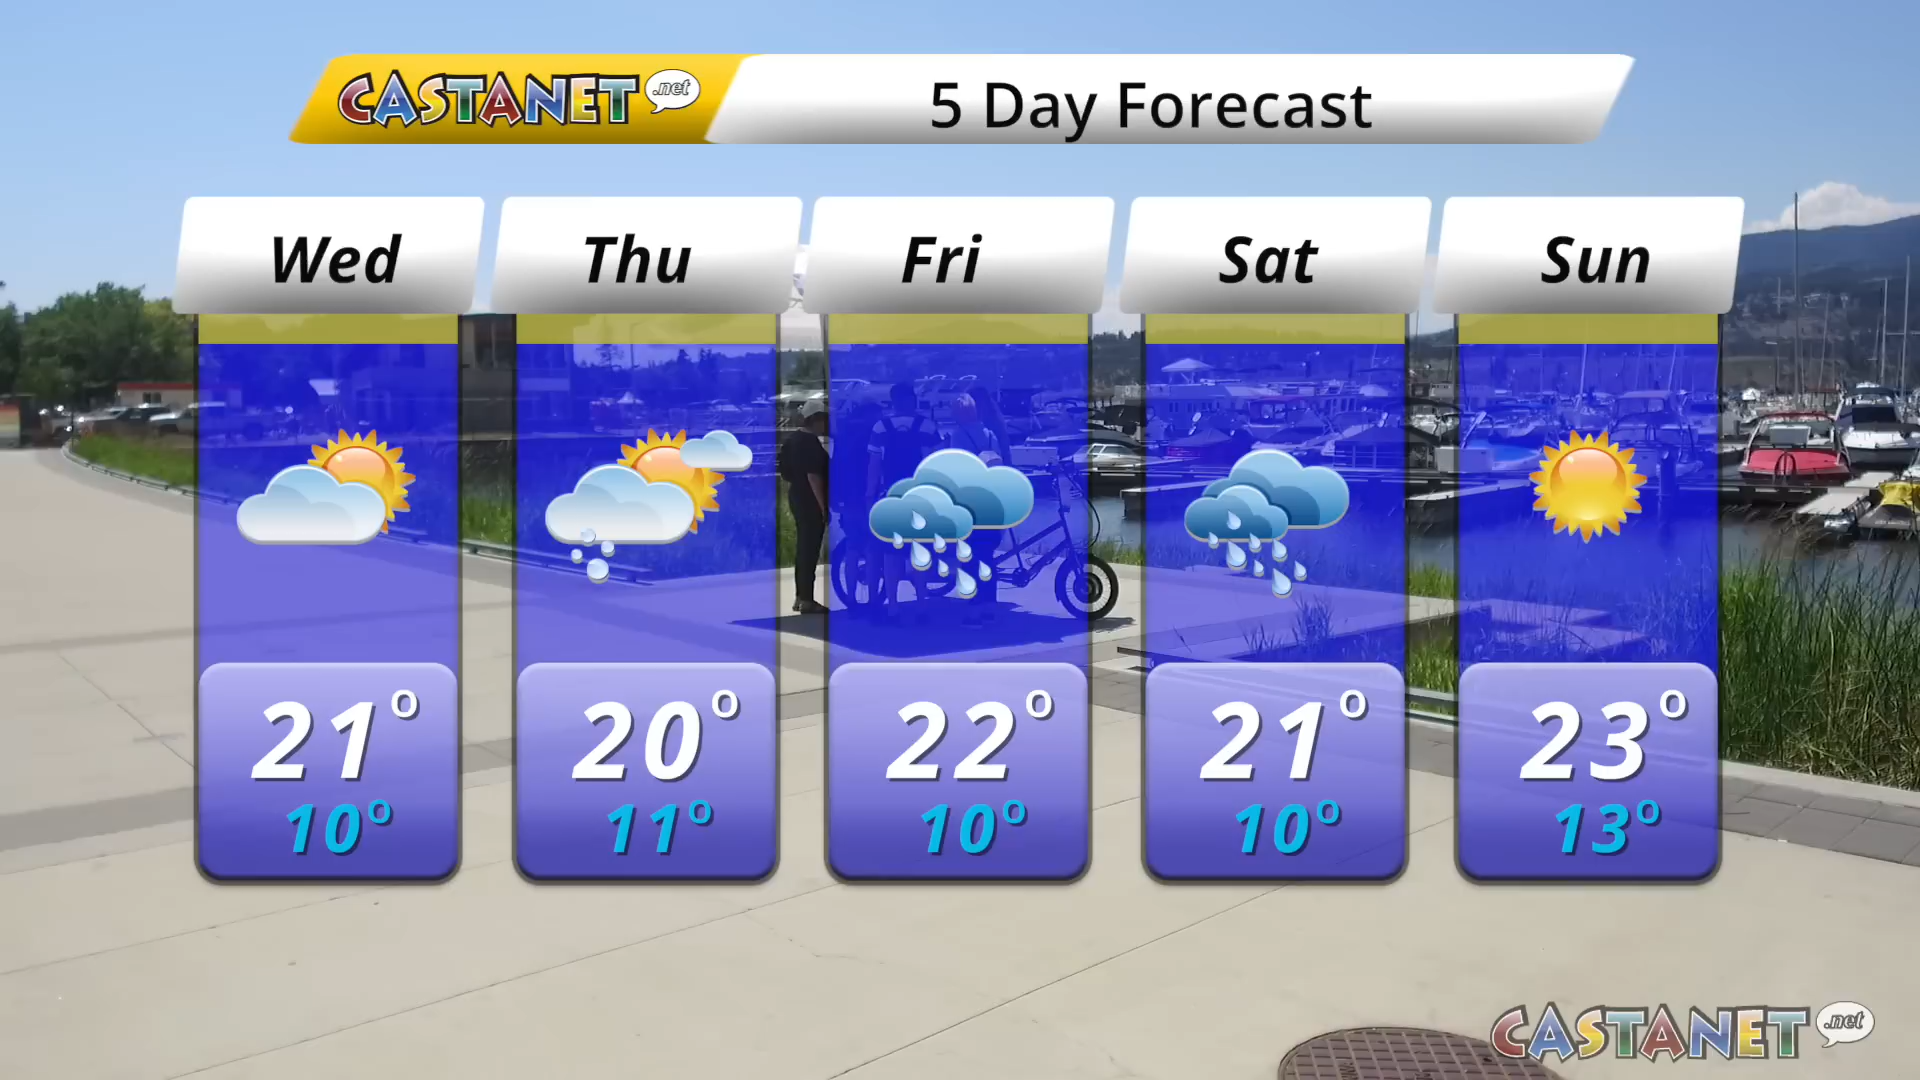 CASTANET .net
5 Day Forecast
Wed Thu Fri Sat Sun
21° 20° 22° 21° 23°
10° 11° 10° 10° 13°
CASTANET .net